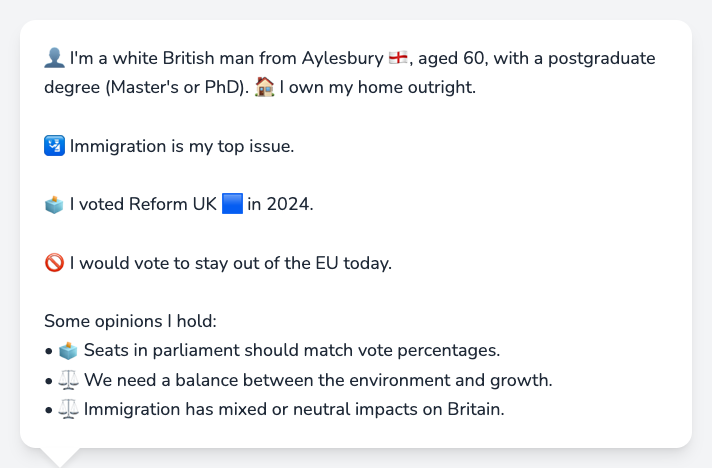 👤 I'm a white British man from Aylesbury 🏴󠁧󠁢󠁥󠁮󠁧󠁿, aged 60, with a postgraduate
degree (Master's or PhD). 🏠 I own my home outright.
🛂 Immigration is my top issue.
🗳️ I voted Reform UK 🟦 in 2024.
🚫 I would vote to stay out of the EU today.
Some opinions I hold:
• 🗳️ Seats in parliament should match vote percentages.
• ⚖️ We need a balance between the environment and growth.
• ⚖️ Immigration has mixed or neutral impacts on Britain.